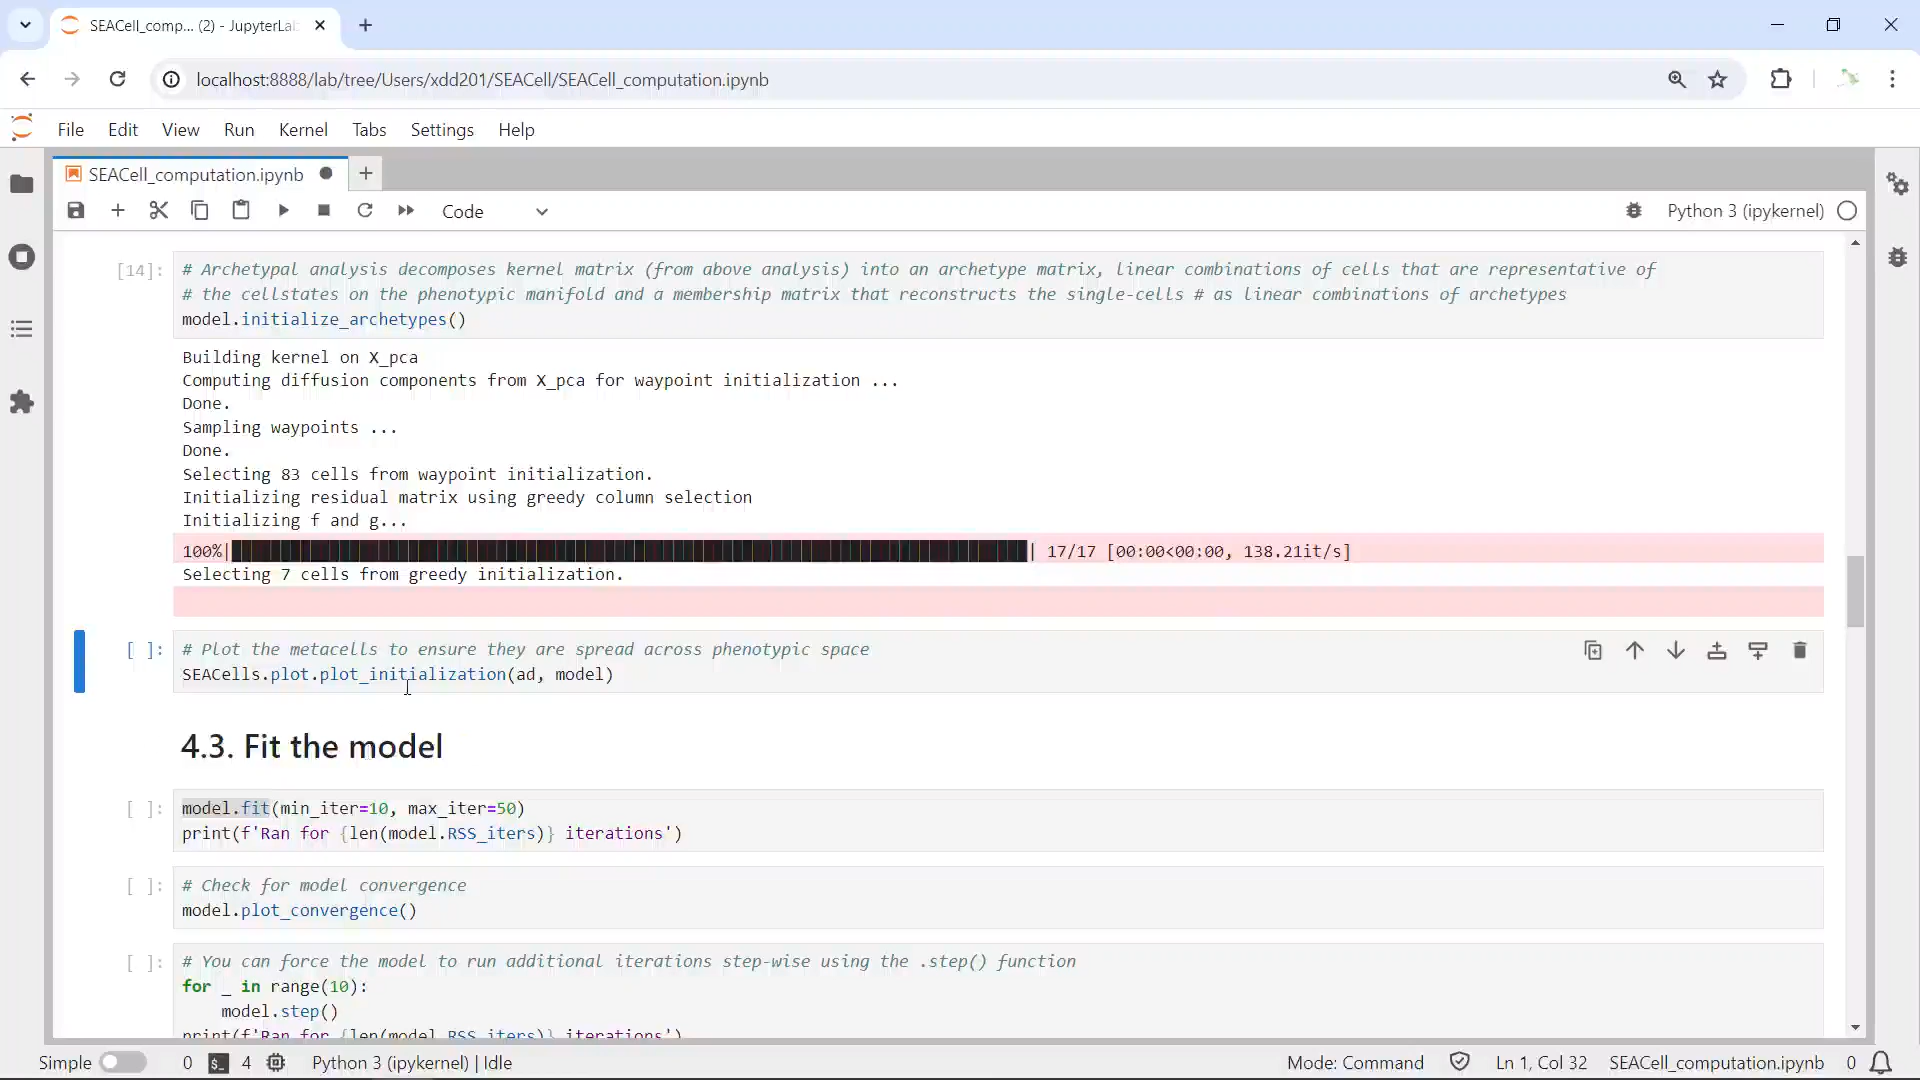 SEACell_comp... (2) - JupyterLa
localhost:8888/lab/tree/Users/xdd201/SEACell/SEACell_computation.ipynb
File Edit View Run Kernel Tabs Settings Help
SEACell_computation.ipynb
Code
Python 3 (ipykernel)
[14]: # Archetypal analysis decomposes kernel matrix (from above analysis) into an archetype matrix, linear combinations of cells that are representative of
# the cellstates on the phenotypic manifold and a membership matrix that reconstructs the single-cells # as linear combinations of archetypes
model.initialize_archetypes()
Building kernel on X_pca
Computing diffusion components from X_pca for waypoint initialization ...
Done.
Sampling waypoints ...
Done.
Selecting 83 cells from waypoint initialization.
Initializing residual matrix using greedy column selection
Initializing f and g...
100%|██████████| 17/17 [00:00<00:00, 138.21it/s]
Selecting 7 cells from greedy initialization.
[ ]: # Plot the metacells to ensure they are spread across phenotypic space
SEACells.plot.plot_initialization(ad, model)
4.3. Fit the model
[ ]: model.fit(min_iter=10, max_iter=50)
print(f'Ran for {len(model.RSS_iters)} iterations')
[ ]: # Check for model convergence
model.plot_convergence()
[ ]: # You can force the model to run additional iterations step-wise using the .step() function
for _ in range(10):
model.step()
print(f'Ran for {len(model.RSS_iters)} iterations')
Simple 0 4 Python 3 (ipykernel) | Idle Mode: Command Ln 1, Col 32 SEACell_computation.ipynb 0